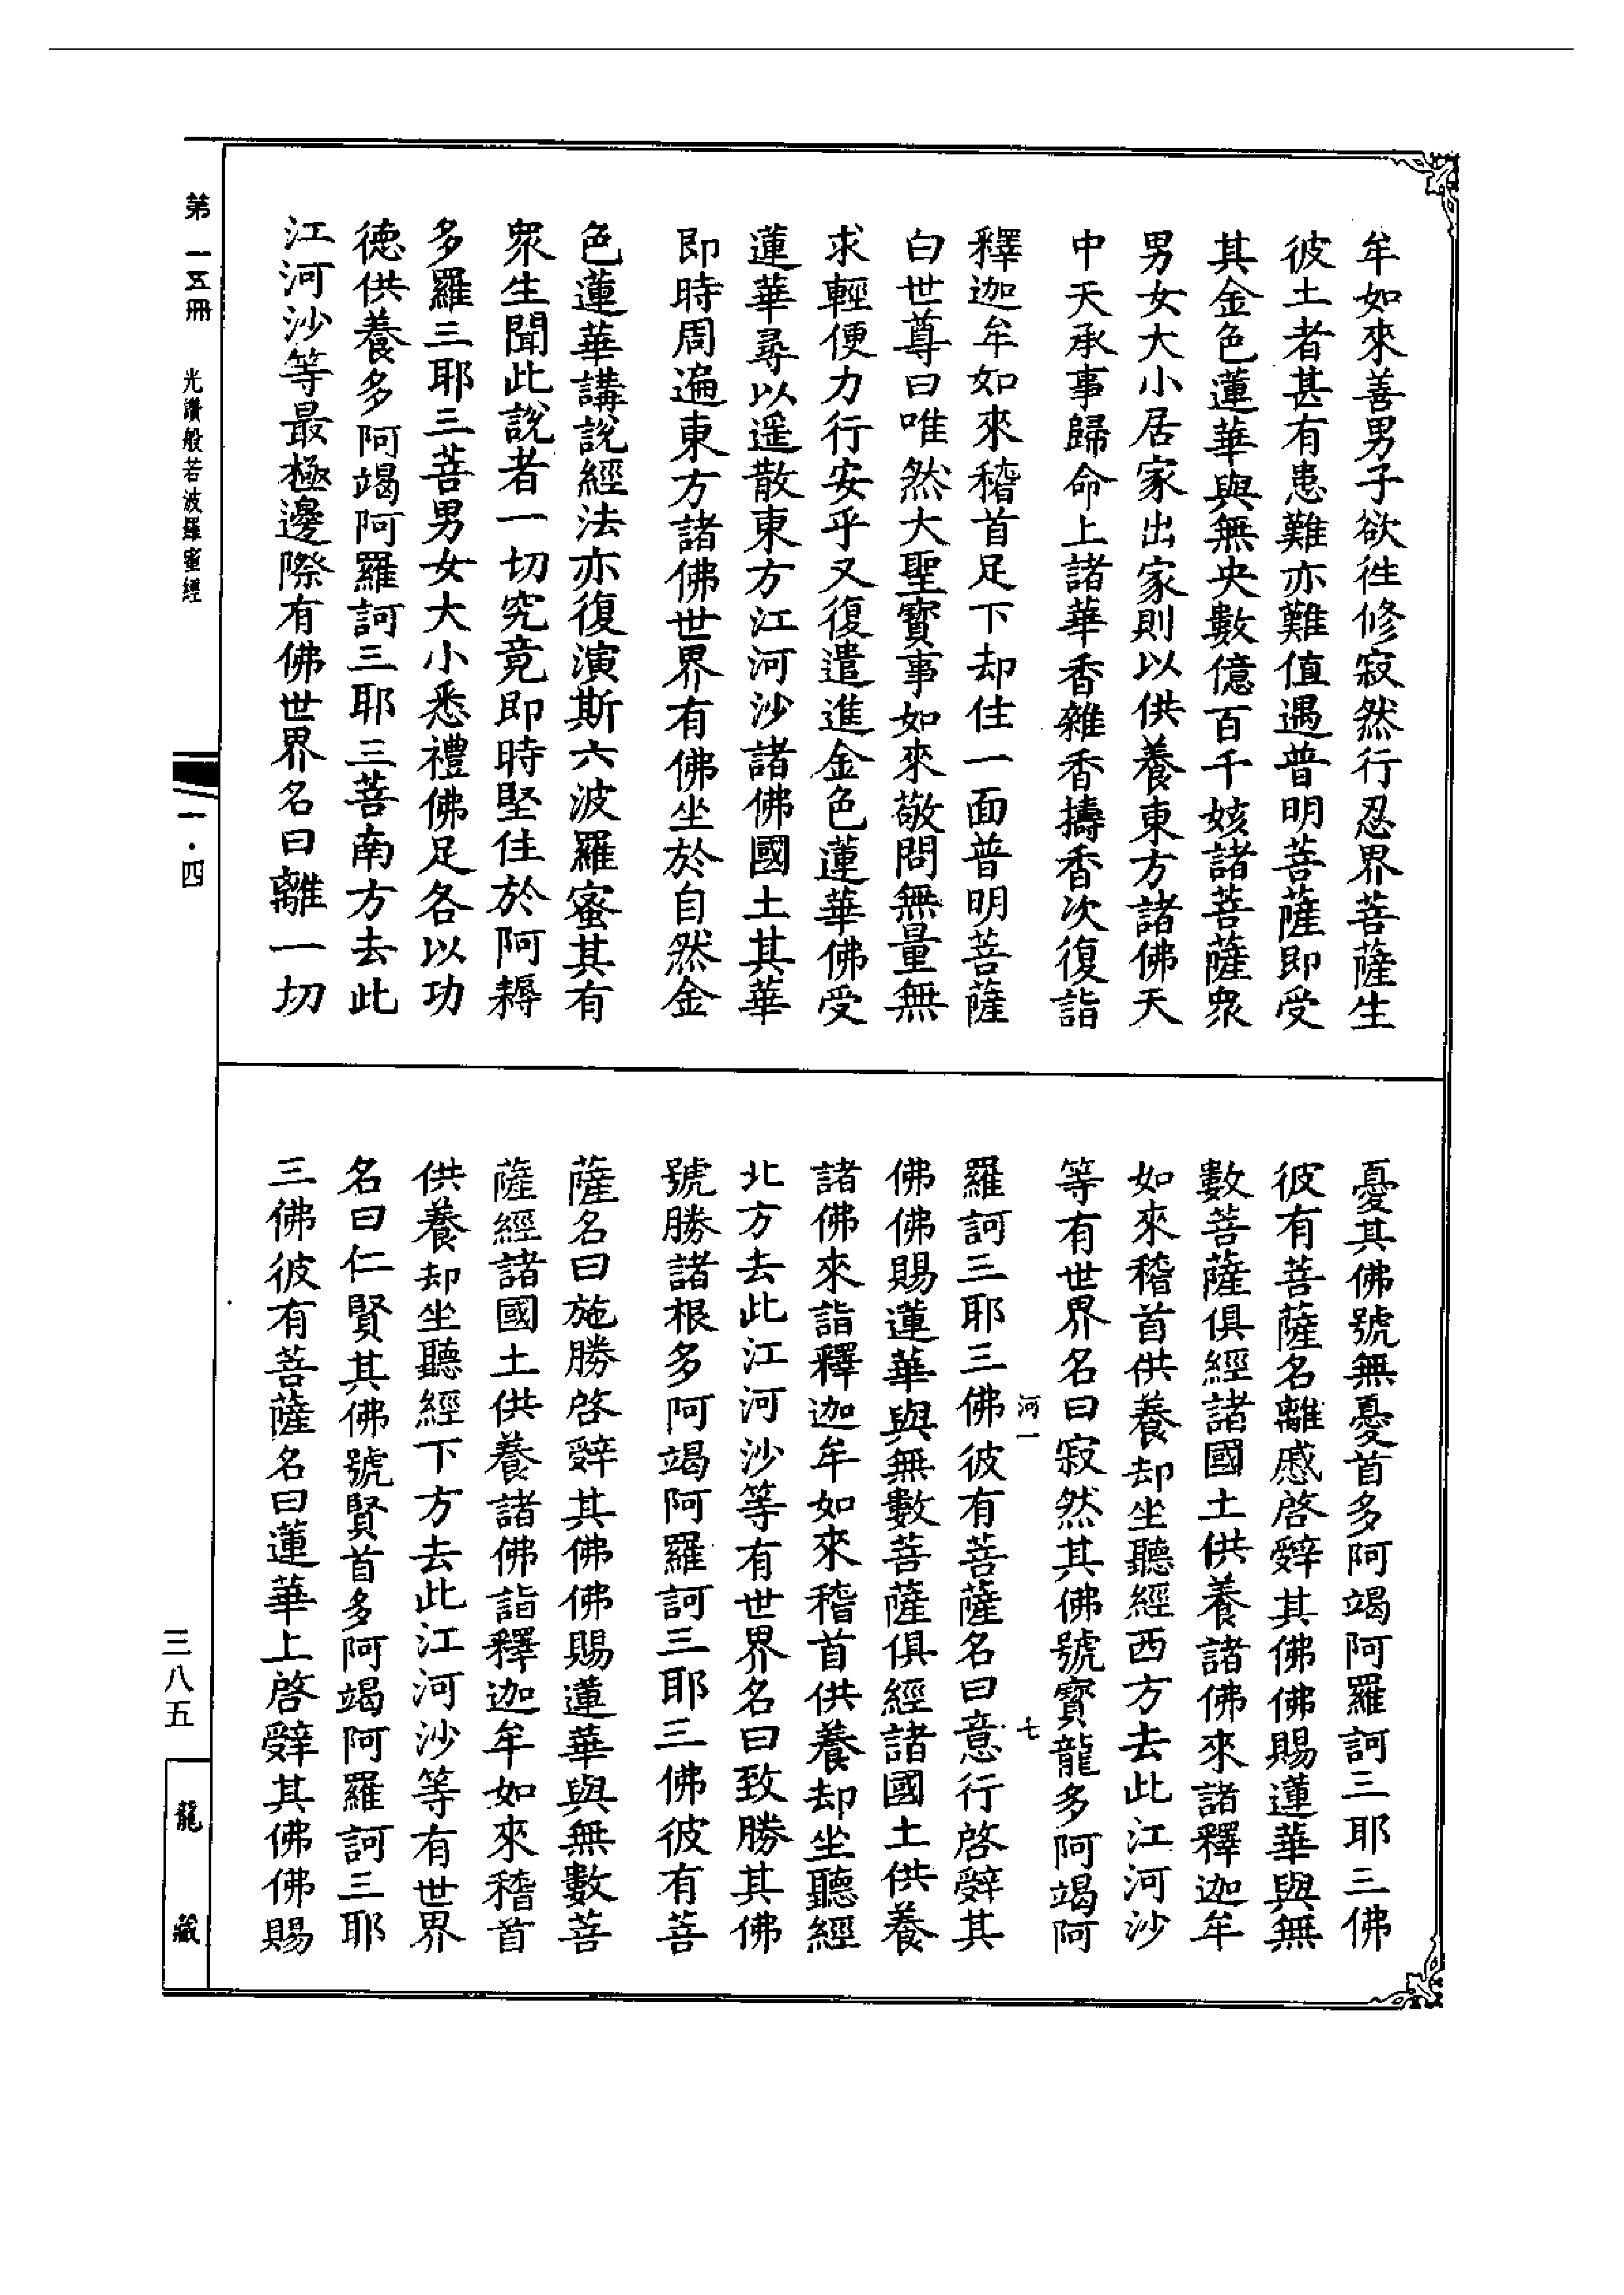 牟如來善男子欲徃修寂然行忍界菩薩生
彼土者甚有患難亦難值遇普明菩薩即受
其金色蓮華與無央數億百千姟諸菩薩衆
男女大小居家出家則以供養東方諸佛天
中天承事歸命上諸華香雜香擣香次復詣
釋迦牟如來稽首足下却住一面普明菩薩
白世尊曰唯然大聖寳事如來敬問無量無
求輕便力行安乎又復遣進金色蓮華佛受
蓮華尋以遥散東方江河沙諸佛國土其華
即時周遍東方諸佛世界有佛坐於自然金
色蓮華講說經法亦復演斯六波羅蜜其有
衆生聞此說者一切究竟即時堅住於阿耨
多羅三耶三菩男女大小悉禮佛足各以功
德供養多阿竭阿羅訶三耶三菩南方去此
江河沙等最極邊際有佛世界名曰離一切
憂其佛號無憂首多阿竭阿羅訶三耶三佛
彼有菩薩名離慼啓辤其佛佛賜蓮華與無
數菩薩俱經諸國土供養諸佛來諸釋迦牟
如來稽首供養却坐聽經西方去此江河沙
等有世界名曰寂然其佛號寳龍多阿竭阿
河一 七
羅訶三耶三佛彼有菩薩名曰意行啓辤其
佛佛賜蓮華與無數菩薩俱經諸國土供養
諸佛來詣釋迦牟如來稽首供養却坐聽經
北方去此江河沙等有世界名曰致勝其佛
號勝諸根多阿竭阿羅訶三耶三佛彼有菩
薩名曰施勝啓辤其佛佛賜蓮華與無數菩
薩經諸國土供養諸佛詣釋迦牟如來稽首
供養却坐聽經下方去此江河沙等有世界
名曰仁賢其佛號賢首多阿竭阿羅訶三耶
三佛彼有菩薩名曰蓮華上啓辤其佛佛賜
第一五冊 光讚般若波羅蜜經 一·四
三八五
龍藏